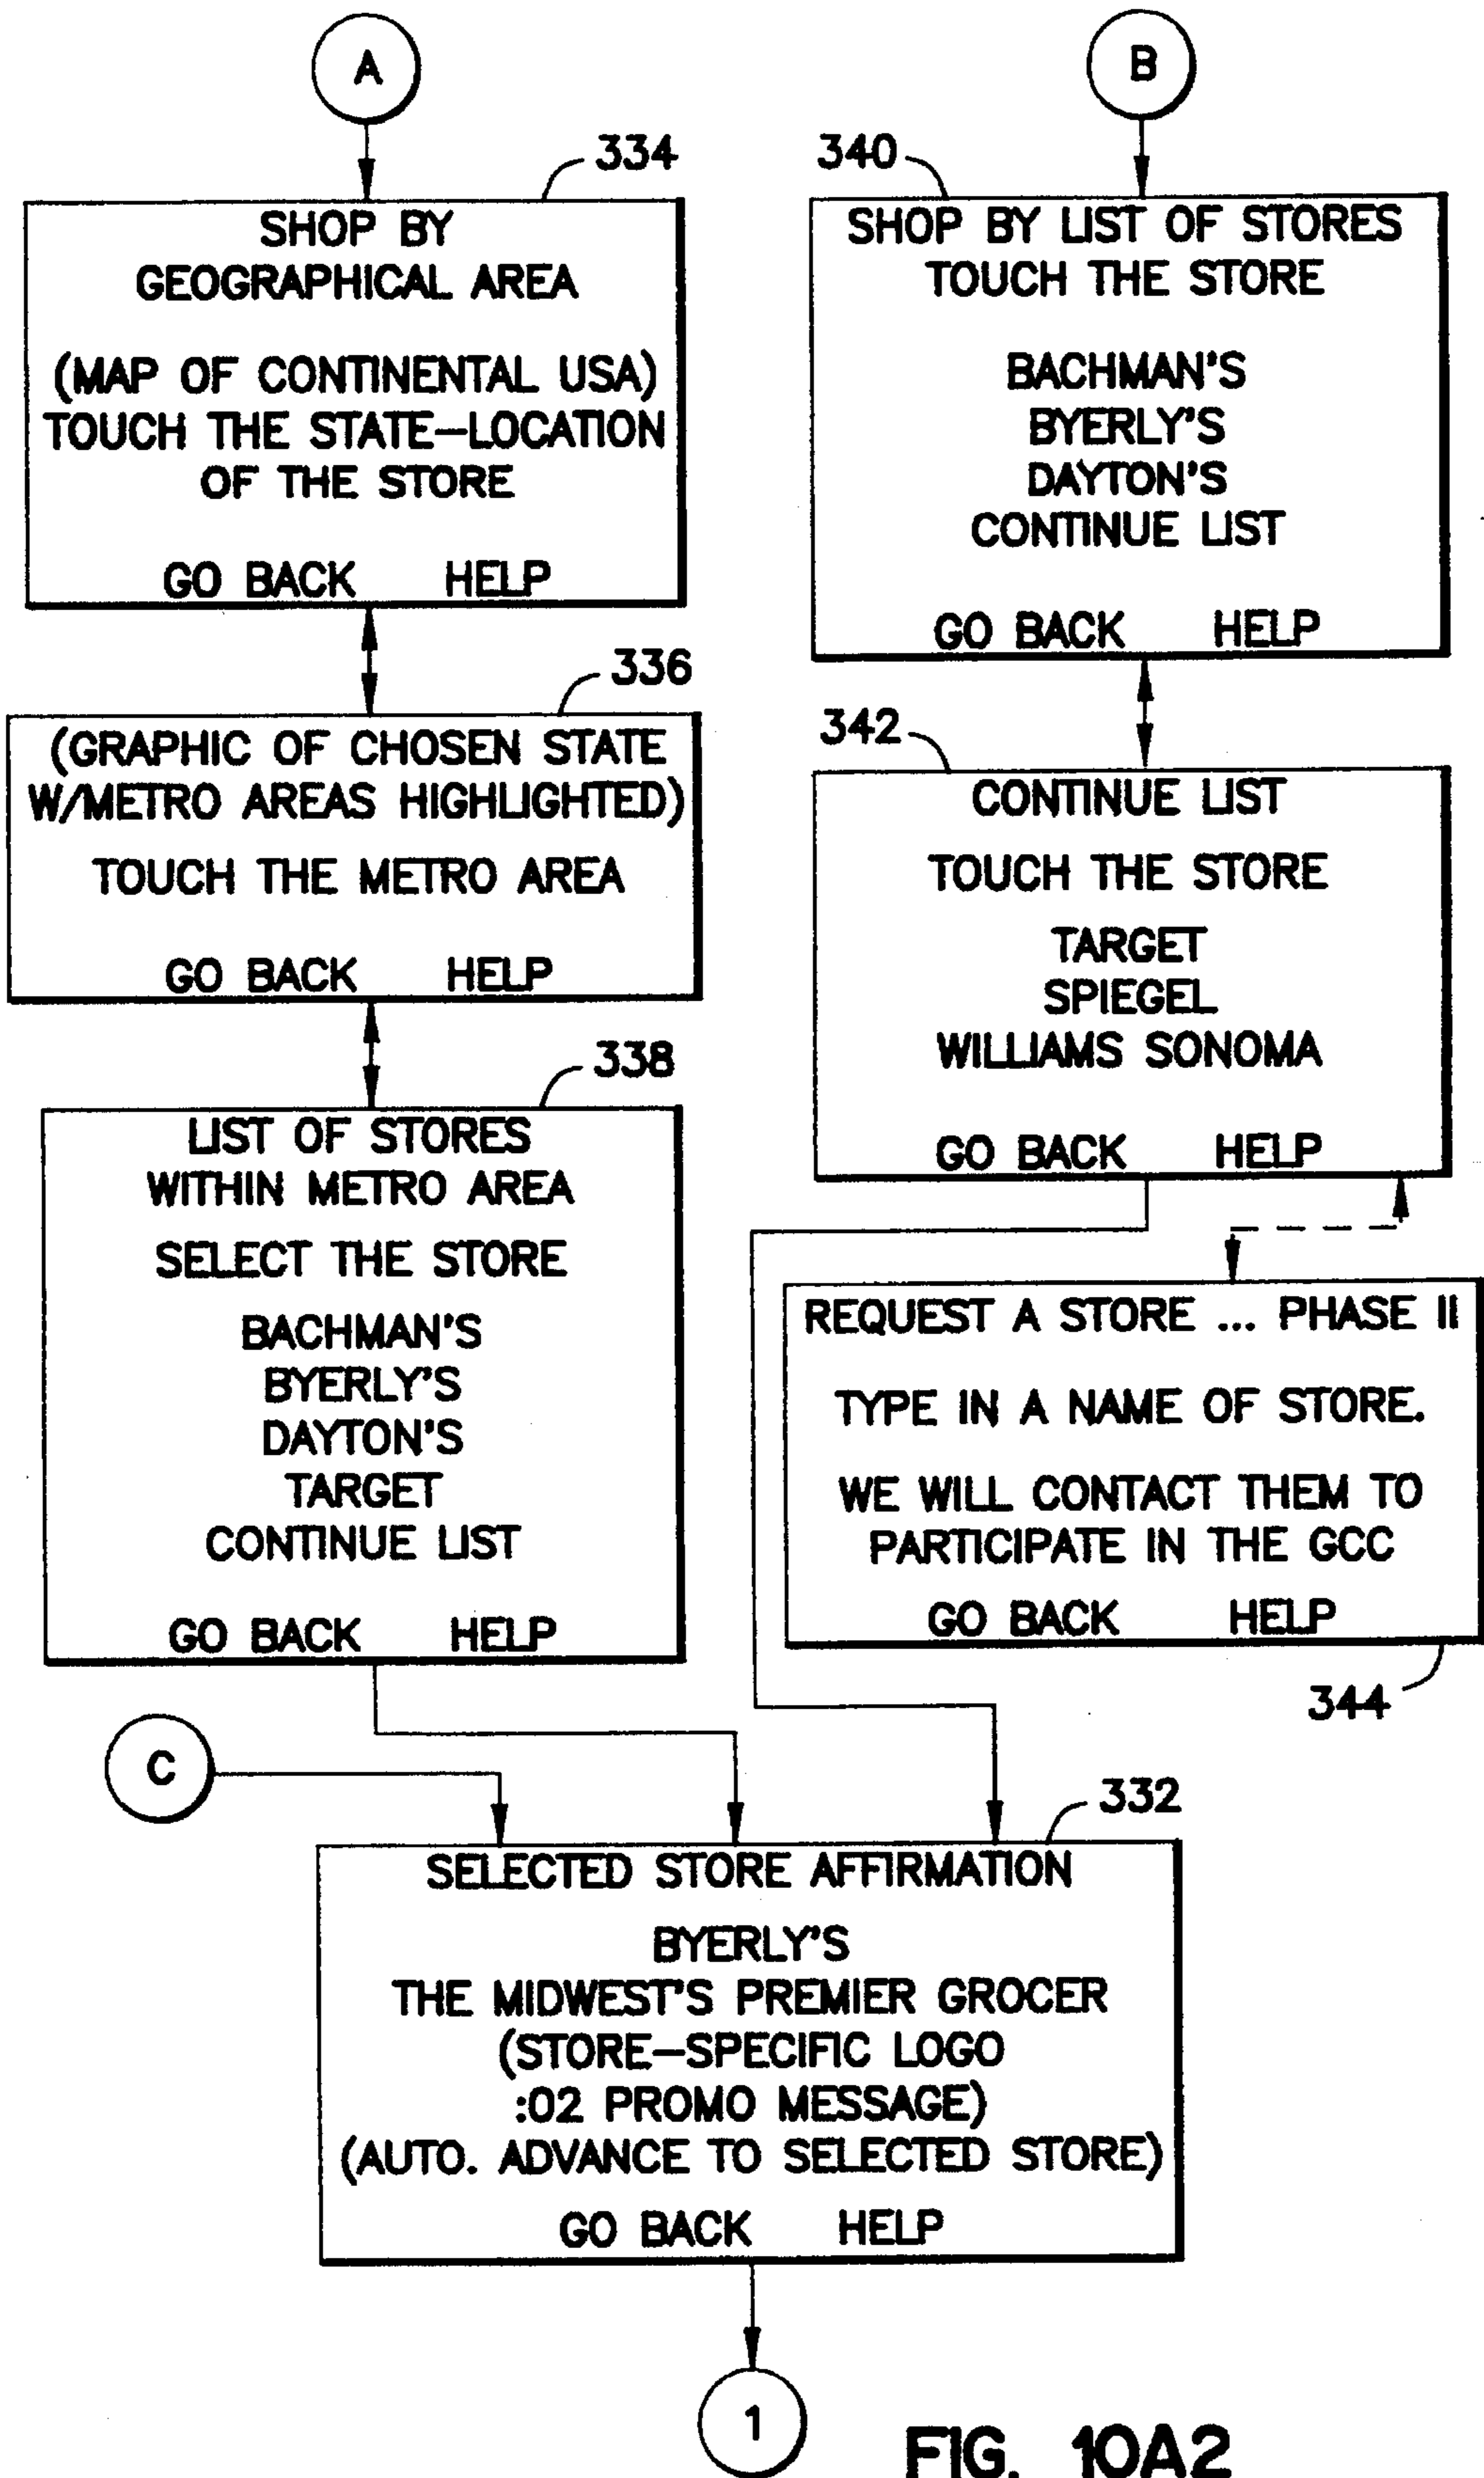 A
334
SHOP BY
GEOGRAPHICAL AREA
(MAP OF CONTINENTAL USA)
TOUCH THE STATE—LOCATION
OF THE STORE
GO BACK HELP
336
(GRAPHIC OF CHOSEN STATE
W/METRO AREAS HIGHLIGHTED)
TOUCH THE METRO AREA
GO BACK HELP
338
LIST OF STORES
WITHIN METRO AREA
SELECT THE STORE
BACHMAN'S
BYERLY'S
DAYTON'S
TARGET
CONTINUE LIST
GO BACK HELP
B
340
SHOP BY LIST OF STORES
TOUCH THE STORE
BACHMAN'S
BYERLY'S
DAYTON'S
CONTINUE LIST
GO BACK HELP
342
CONTINUE LIST
TOUCH THE STORE
TARGET
SPIEGEL
WILLIAMS SONOMA
GO BACK HELP
REQUEST A STORE ... PHASE II
TYPE IN A NAME OF STORE.
WE WILL CONTACT THEM TO
PARTICIPATE IN THE GCC
GO BACK HELP
344
C
332
SELECTED STORE AFFIRMATION
BYERLY'S
THE MIDWEST'S PREMIER GROCER
(STORE—SPECIFIC LOGO
:02 PROMO MESSAGE)
(AUTO. ADVANCE TO SELECTED STORE)
GO BACK HELP
1
FIG. 10A2